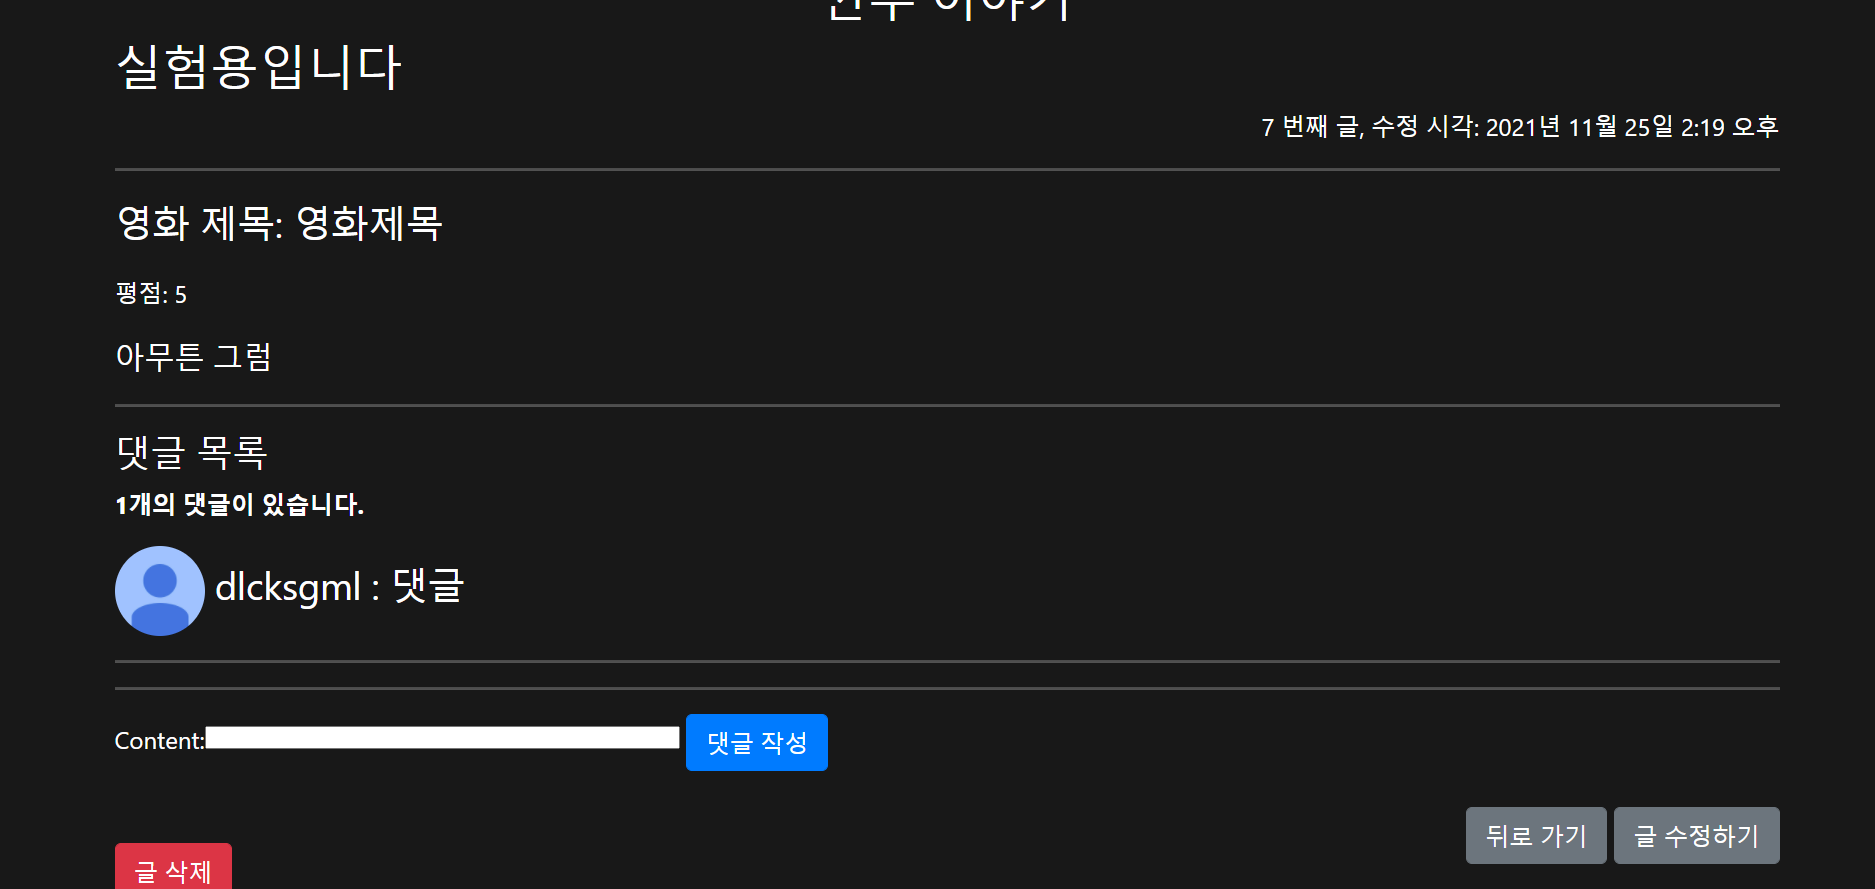 실험용입니다
7 번째 글, 수정 시각: 2021년 11월 25일 2:19 오후
영화 제목: 영화제목
평점: 5
아무튼 그럼
댓글 목록
1개의 댓글이 있습니다.
dlcksgml : 댓글
Content:
댓글 작성
뒤로 가기 글 수정하기
글 삭제